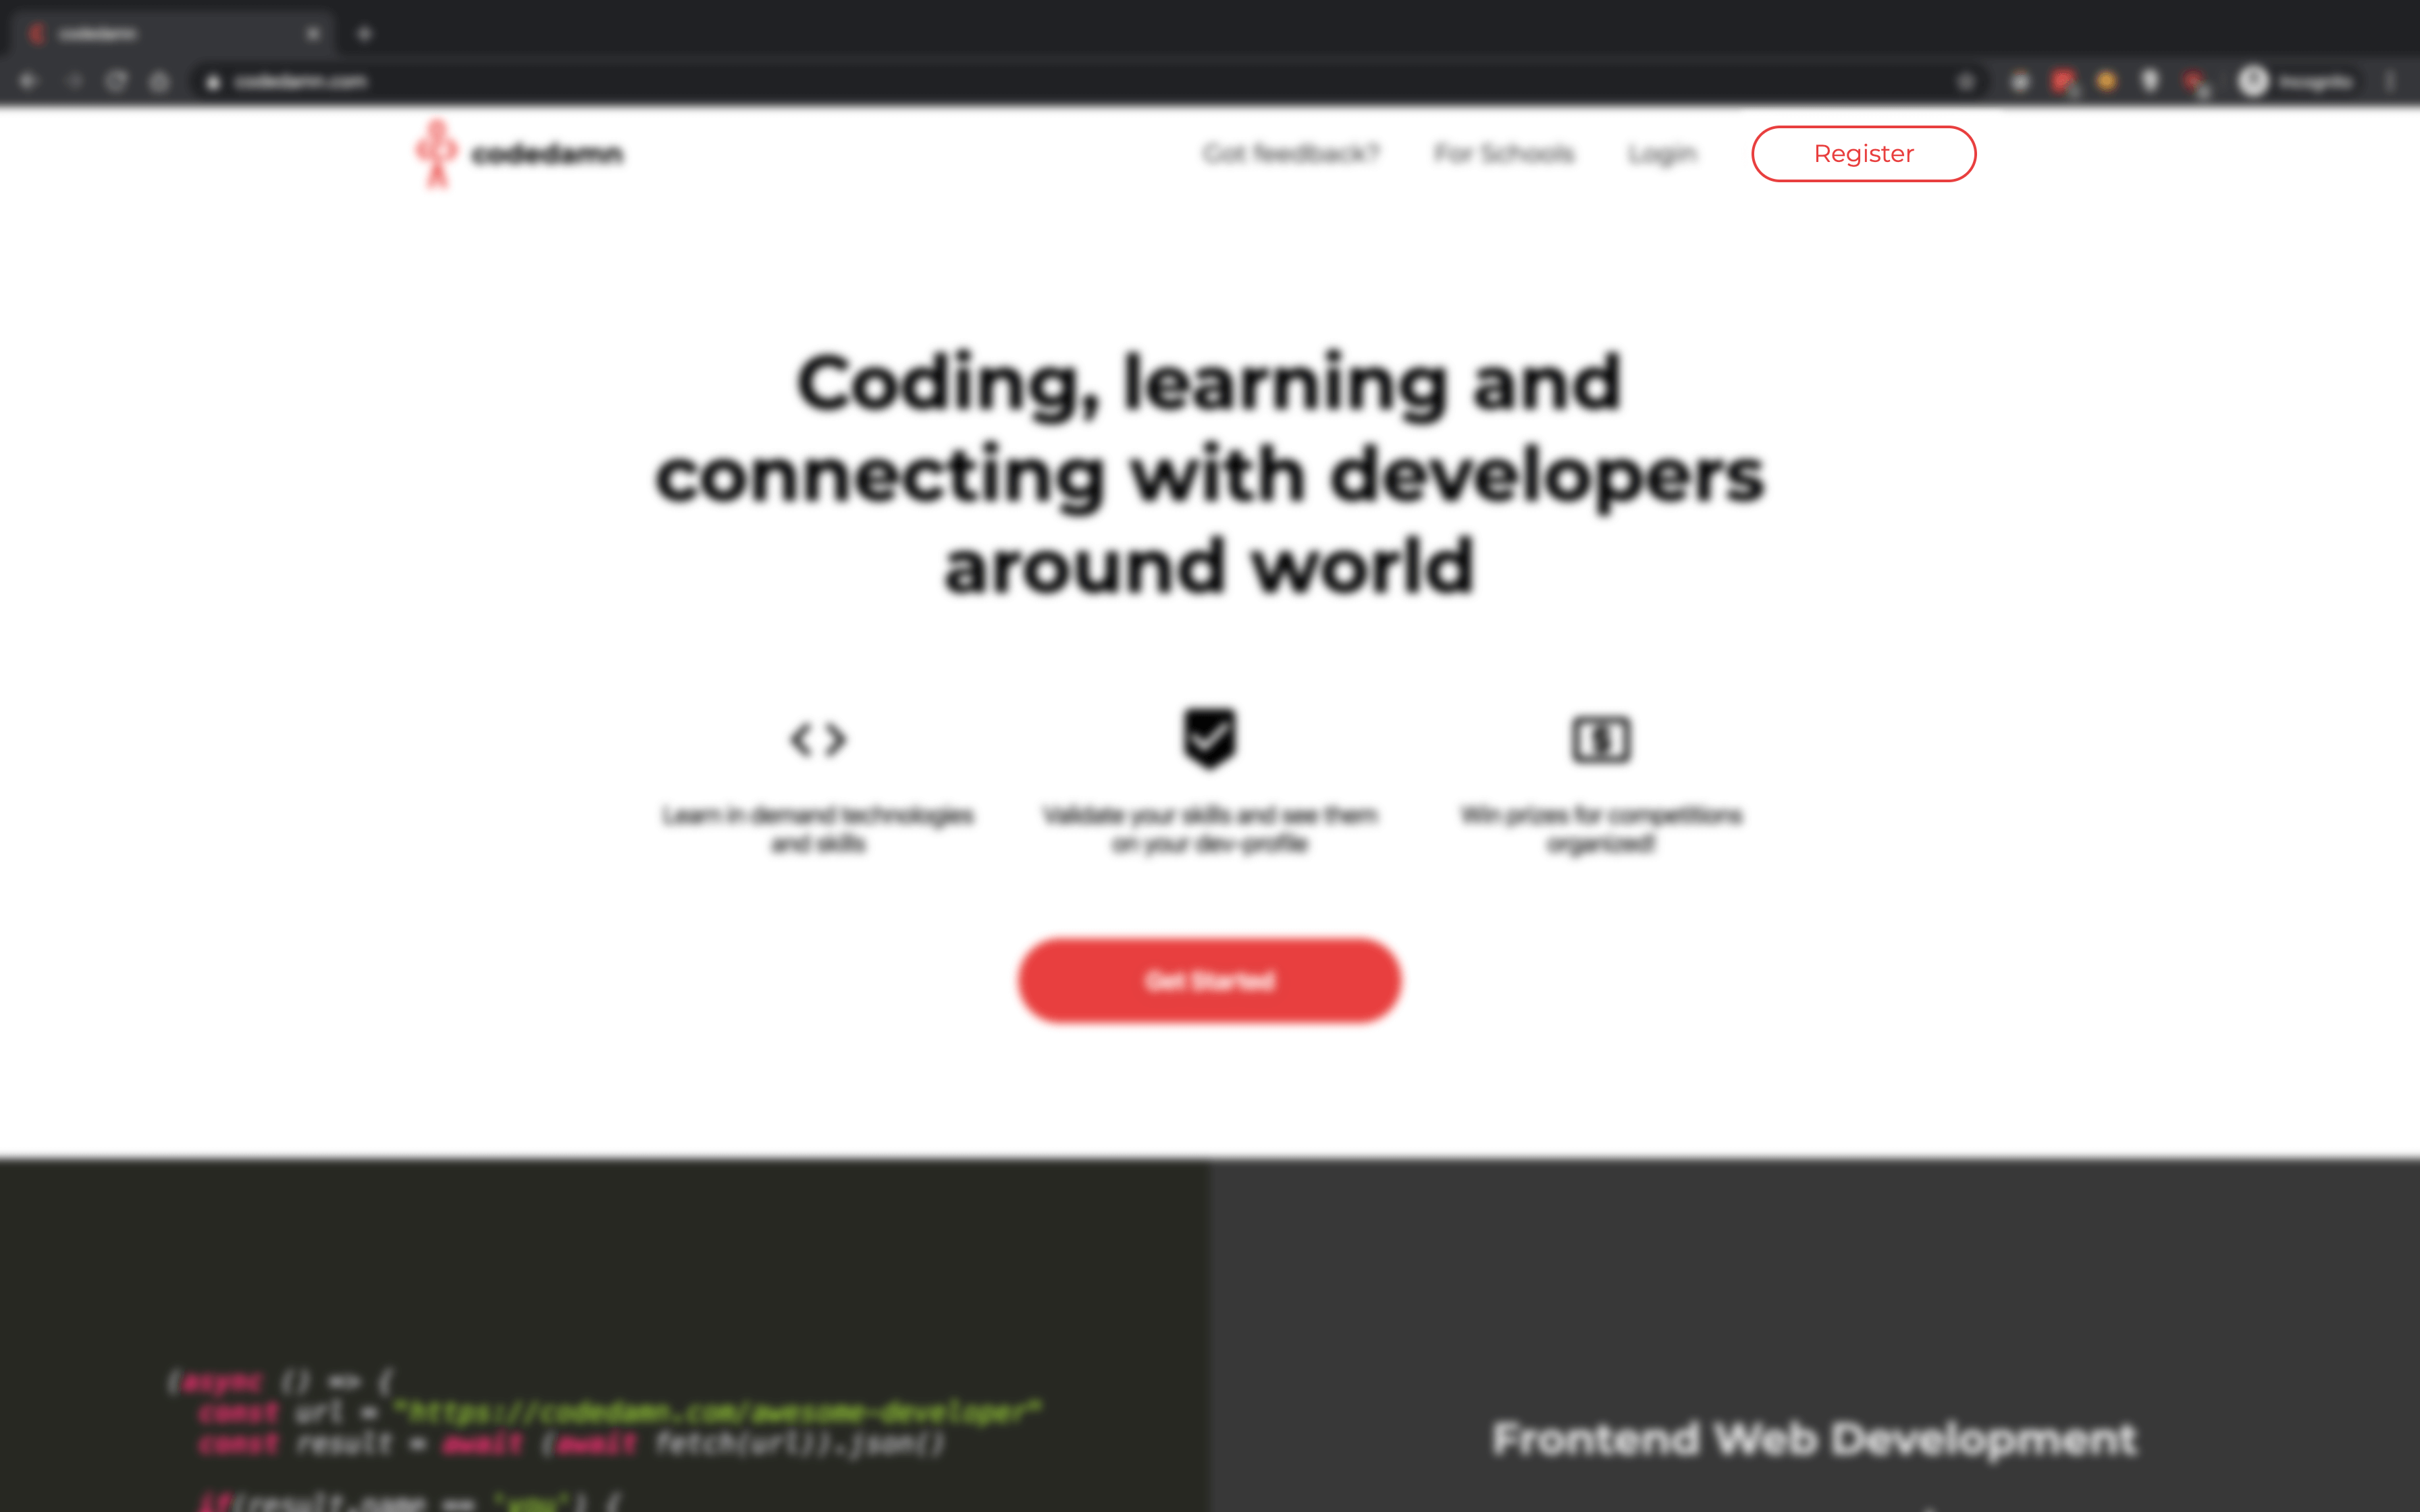 codedamn
codedamn.com
Incognito
codedamn
Got feedback? For Schools Login Register
Coding, learning and
connecting with developers
around world
Learn in demand technologies
and skills
Validate your skills and see them
on your dev-profile
Win prizes for competitions
organized!
Get Started
(async () => {
const url = "https://codedamn.com/awesome-developer"
const result = await (await fetch(url)).json()
if(result.name == 'you') {
Frontend Web Development